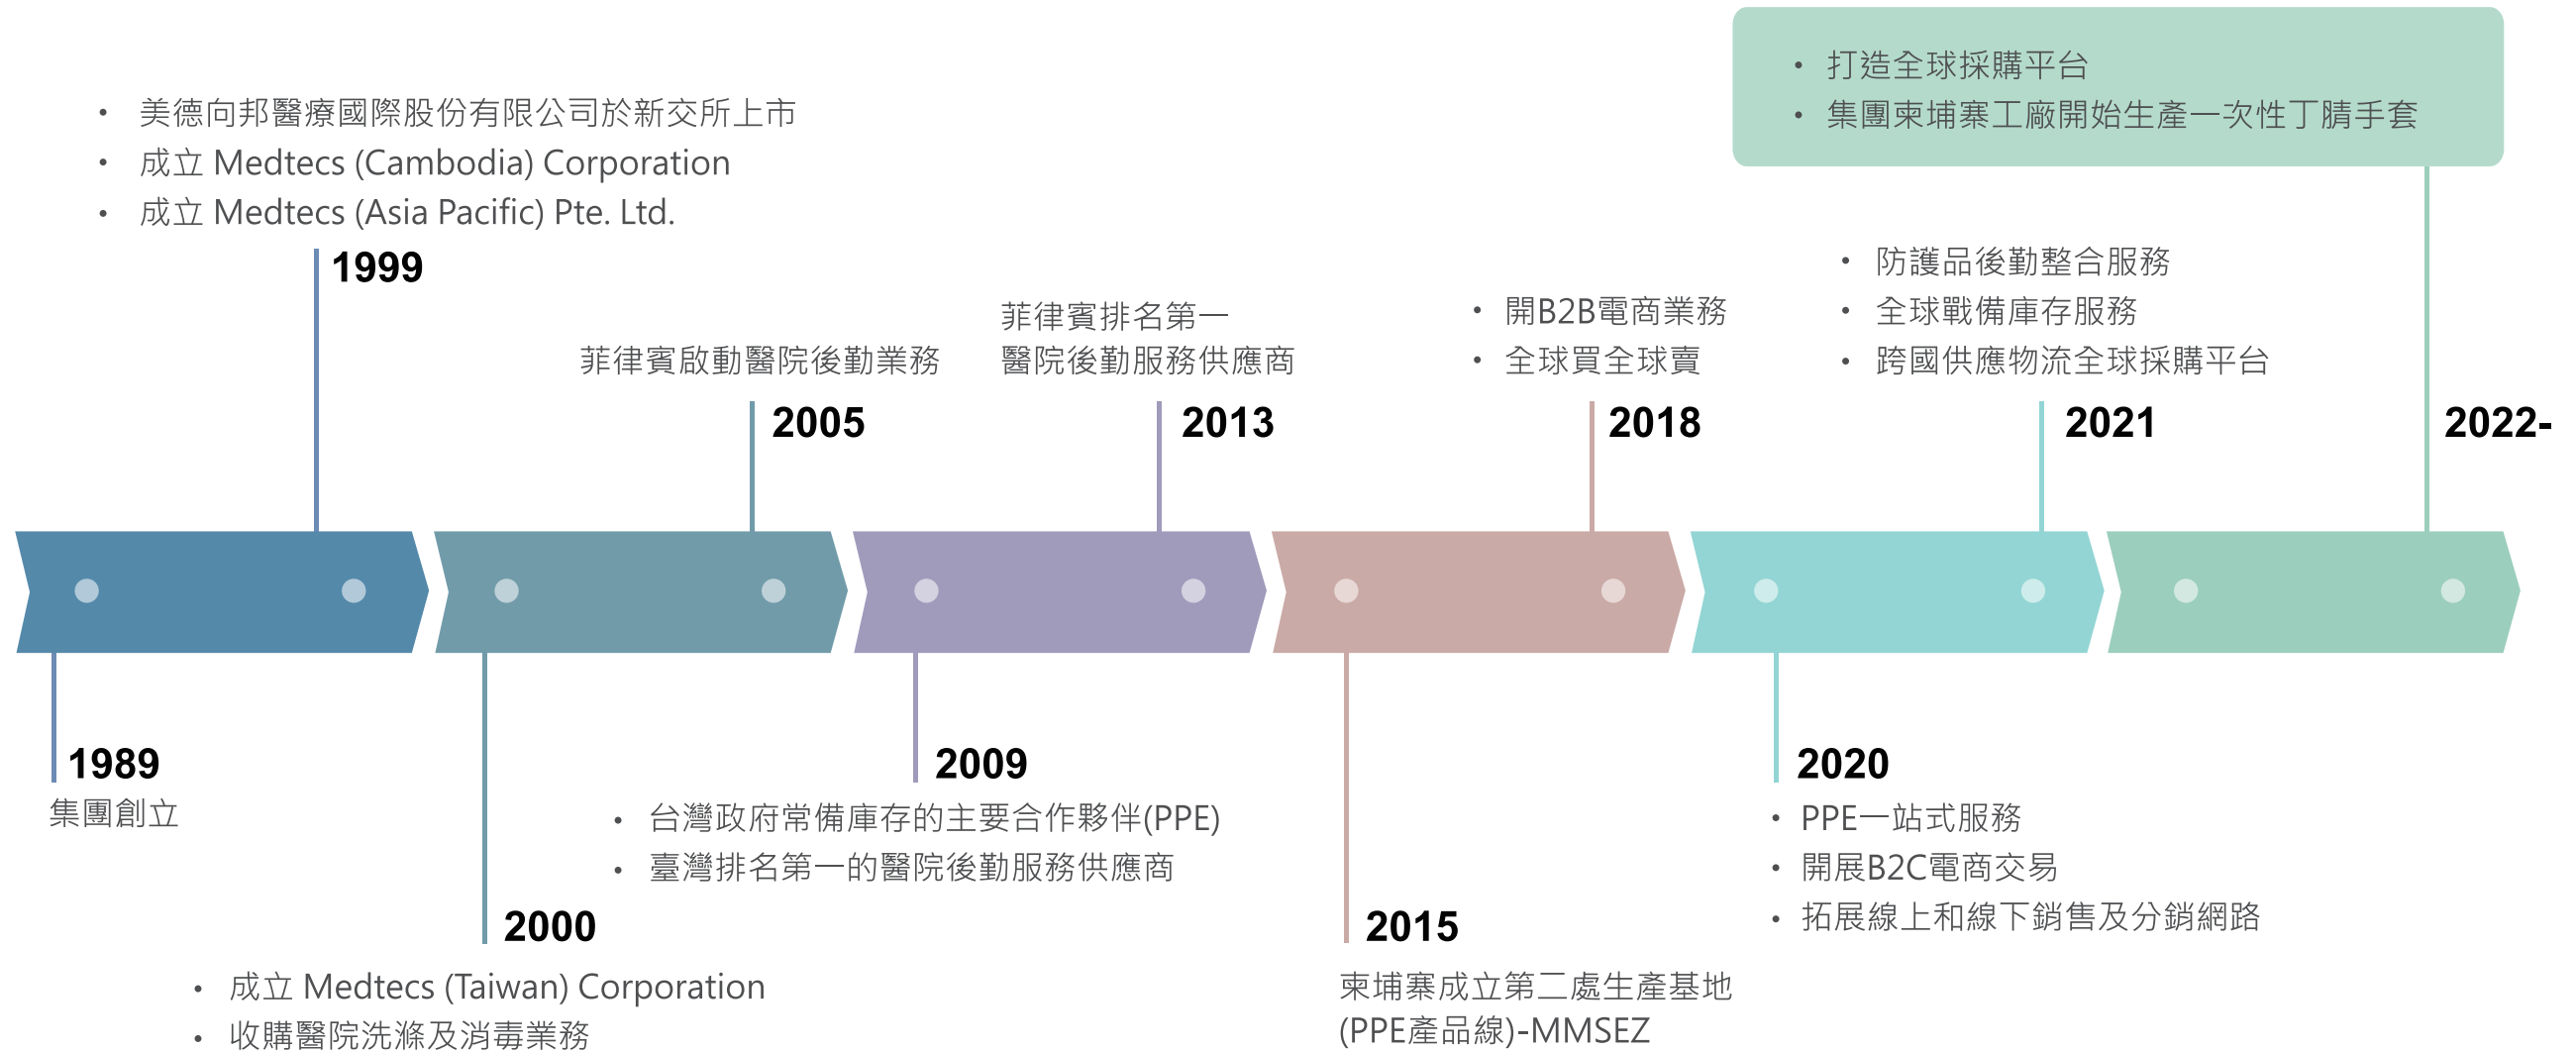 • 打造全球採購平台
• 集團柬埔寨工廠開始生產一次性丁腈手套
• 美德向邦醫療國際股份有限公司於新交所上市
• 成立 Medtecs (Cambodia) Corporation
• 成立 Medtecs (Asia Pacific) Pte. Ltd.
1999
菲律賓啟動醫院後勤業務
2005
菲律賓排名第一
醫院後勤服務供應商
2013
• 開B2B電商業務
• 全球買全球賣
2018
• 防護品後勤整合服務
• 全球戰備庫存服務
• 跨國供應物流全球採購平台
2021
2022-
1989
集團創立
2000
• 成立 Medtecs (Taiwan) Corporation
• 收購醫院洗滌及消毒業務
2009
• 台灣政府常備庫存的主要合作夥伴(PPE)
• 臺灣排名第一的醫院後勤服務供應商
2015
柬埔寨成立第二處生產基地
(PPE產品線)-MMSEZ
2020
• PPE一站式服務
• 開展B2C電商交易
• 拓展線上和線下銷售及分銷網路